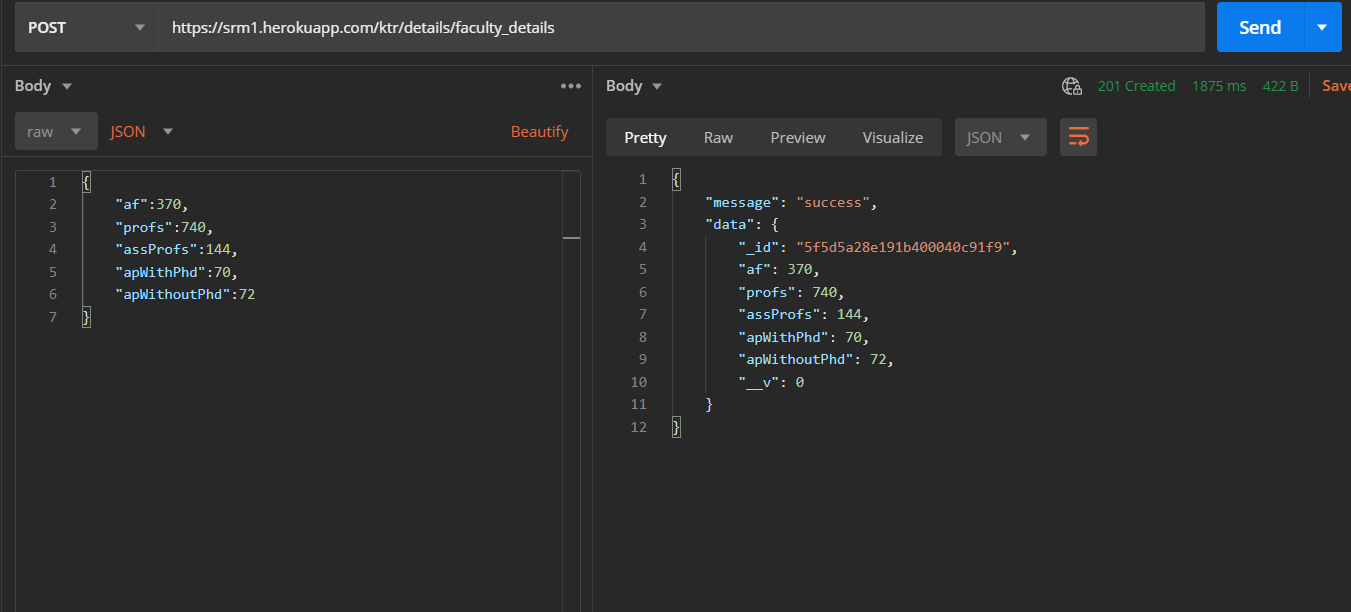 POST https://srm1.herokuapp.com/ktr/details/faculty_details Send
Body
raw JSON Beautify
1 {
2 "af":370,
3 "profs":740,
4 "assProfs":144,
5 "apWithPhd":70,
6 "apWithoutPhd":72
7 }
Body 201 Created 1875 ms 422 B Save
Pretty Raw Preview Visualize JSON
1 {
2 "message": "success",
3 "data": {
4 "_id": "5f5d5a28e191b400040c91f9",
5 "af": 370,
6 "profs": 740,
7 "assProfs": 144,
8 "apWithPhd": 70,
9 "apWithoutPhd": 72,
10 "__v": 0
11 }
12 }